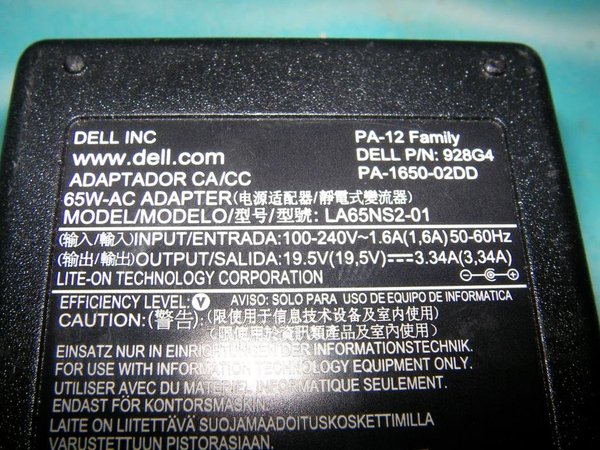 DELL INC
PA-12 Family
www.dell.com
DELL P/N: 928G4
ADAPTADOR CA/CC
PA-1650-02DD
65W-AC ADAPTER(电源适配器/靜電式變流器)
MODEL/MODELO/型号/型號: LA65NS2-01
(输入/輸入)INPUT/ENTRADA:100-240V~1.6A(1,6A)50-60Hz
(输出/輸出)OUTPUT/SALIDA:19.5V(19,5V)⎓3.34A(3,34A)
LITE-ON TECHNOLOGY CORPORATION
EFFICIENCY LEVEL: V AVISO: SOLO PARA USO DE EQUIPO DE INFORMATICA
CAUTION:(警告):(限使用于信息技术设备及室内使用)
(限使用於資訊類產品及室內使用)
EINSATZ NUR IN EINRICHTUNGEN DER INFORMATIONSTECHNIK.
FOR USE WITH INFORMATION TECHNOLOGY EQUIPMENT ONLY.
UTILISER AVEC DU MATERIEL INFORMATIQUE SEULEMENT.
ENDAST FÖR KONTORSMASKIN.
LAITE ON LIITETTÄVÄ SUOJAMAADOITUSKOSKETTIMILLA
VARUSTETTUUN PISTORASIAAN.